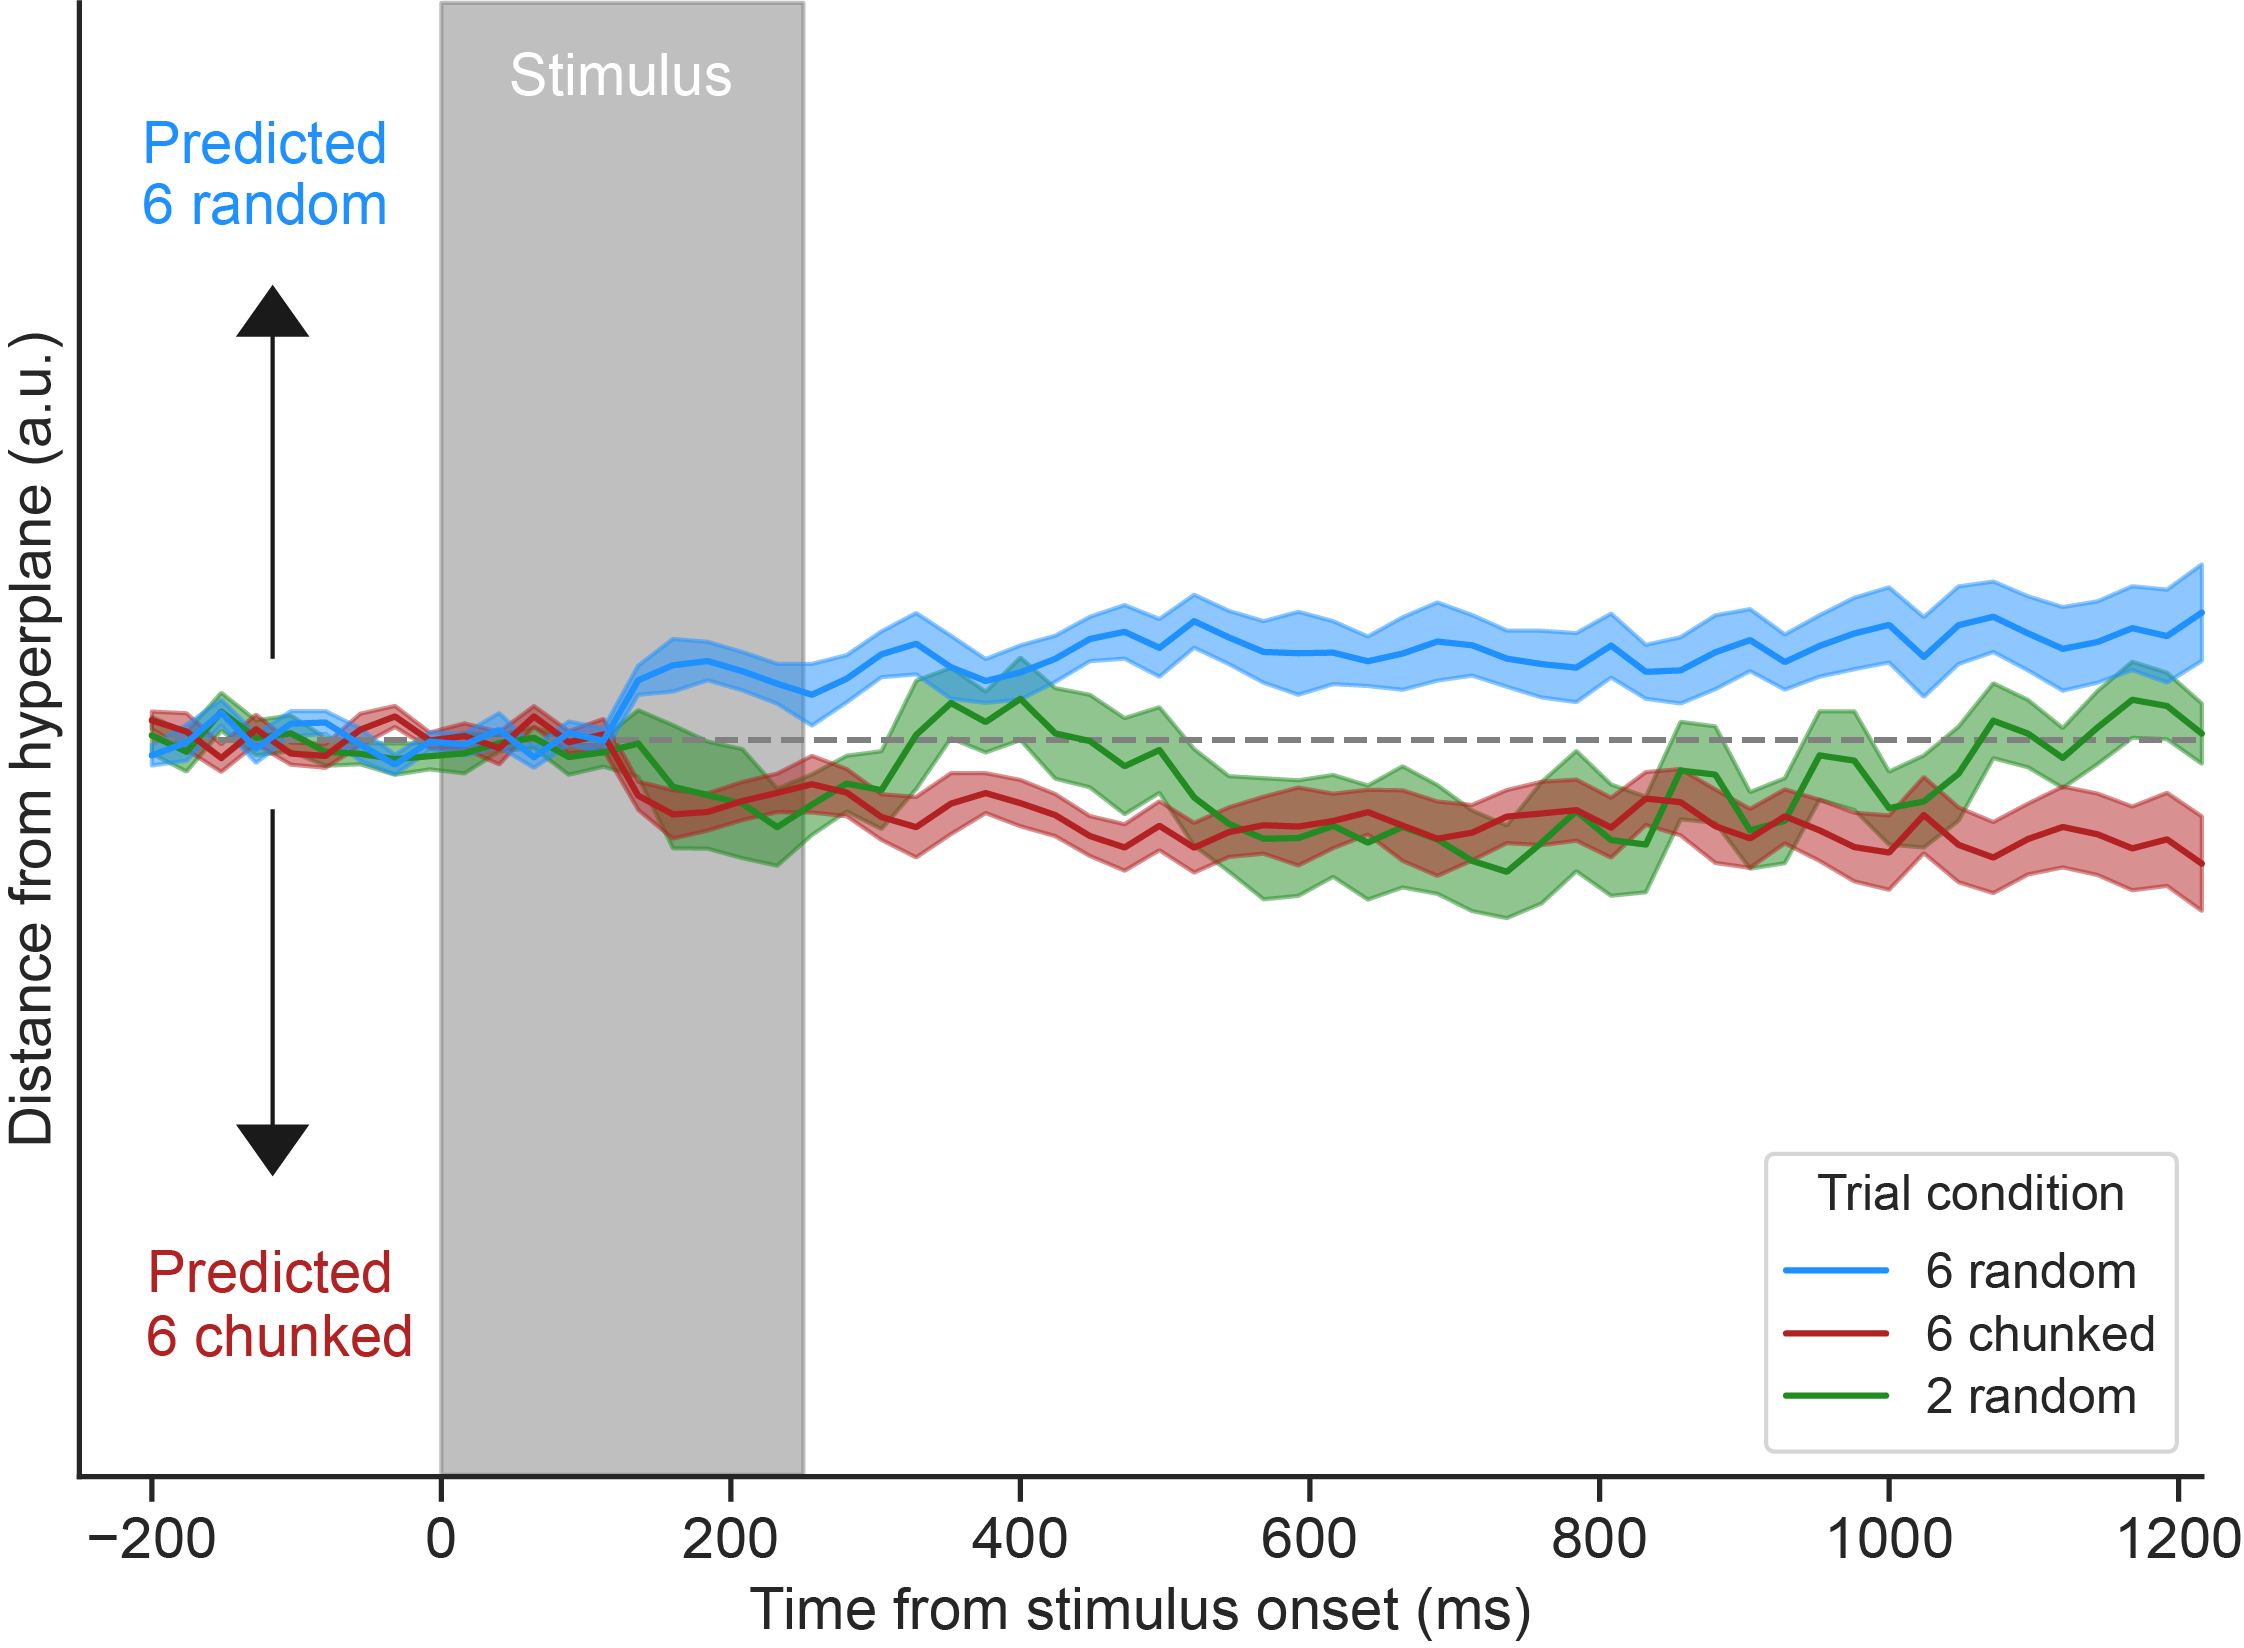 Stimulus
Predicted
6 random
Distance from hyperplane (a.u.)
Predicted
6 chunked
Trial condition
6 random
6 chunked
2 random
−200 0 200 400 600 800 1000 1200
Time from stimulus onset (ms)